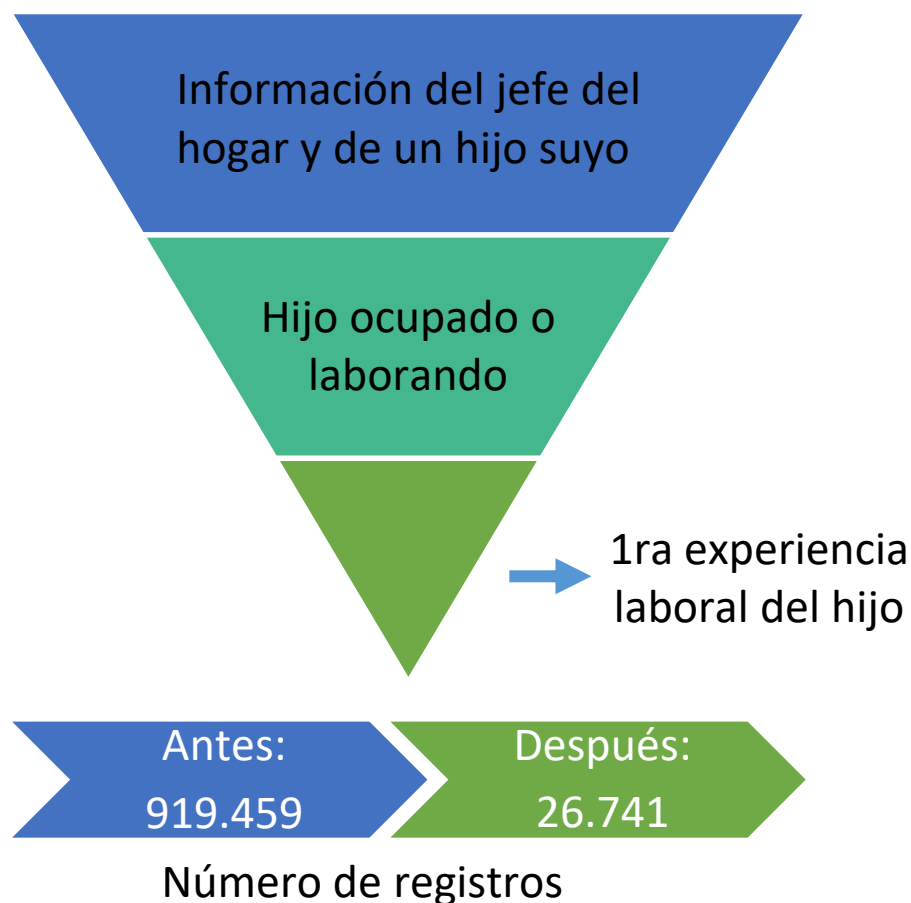 Información del jefe del
hogar y de un hijo suyo
Hijo ocupado o
laborando
1ra experiencia
laboral del hijo
Antes:
919.459
Después:
26.741
Número de registros